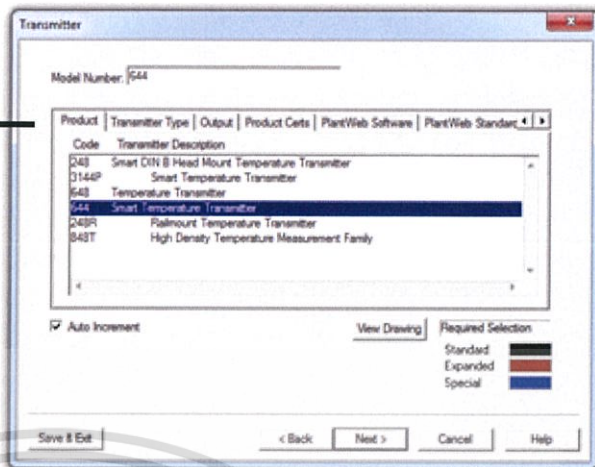 Transmitter
Model Number: 644
Product Transmitter Type Output Product Certs PlantWeb Software PlantWeb Standard
Code Transmitter Description
248 Smart DIN B Head Mount Temperature Transmitter
3144P Smart Temperature Transmitter
648 Temperature Transmitter
644 Smart Temperature Transmitter
248R Railmount Temperature Transmitter
848T High Density Temperature Measurement Family
Auto Increment View Drawing Required Selection
Standard
Expanded
Special
Save & Exit < Back Next > Cancel Help